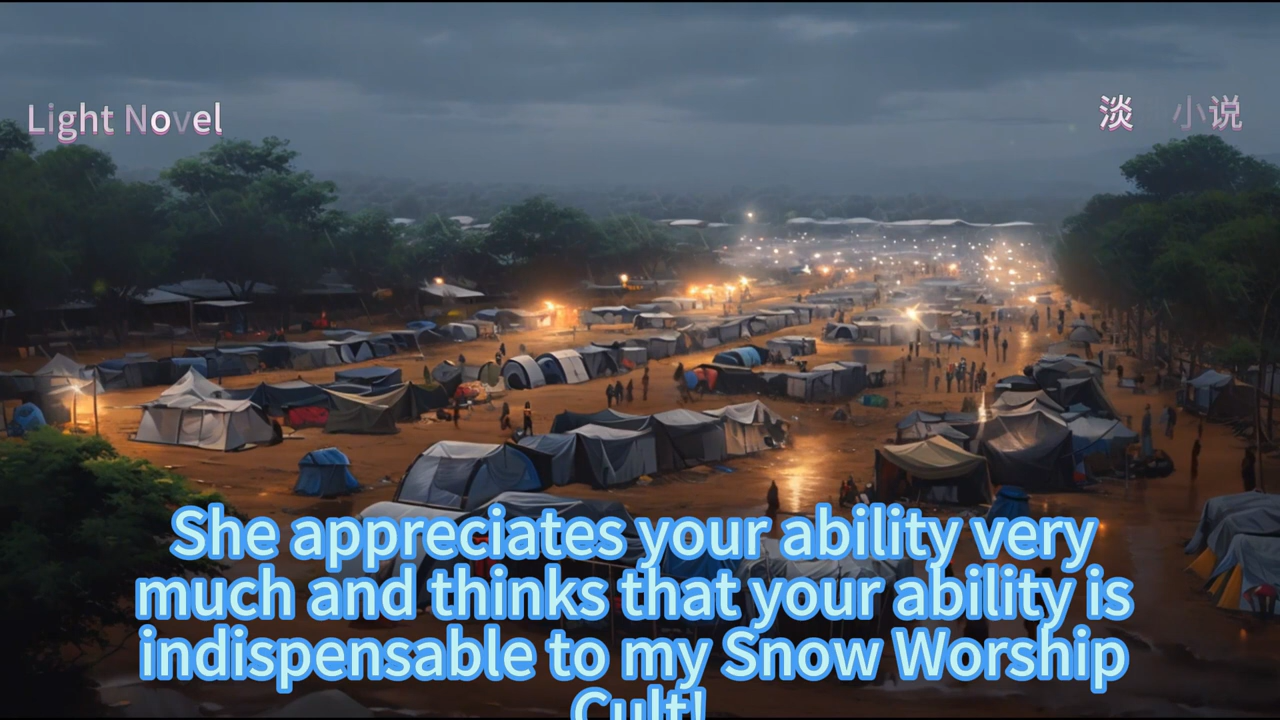 Light Novel
淡 小说
She appreciates your ability very
much and thinks that your ability is
indispensable to my Snow Worship
Cult!